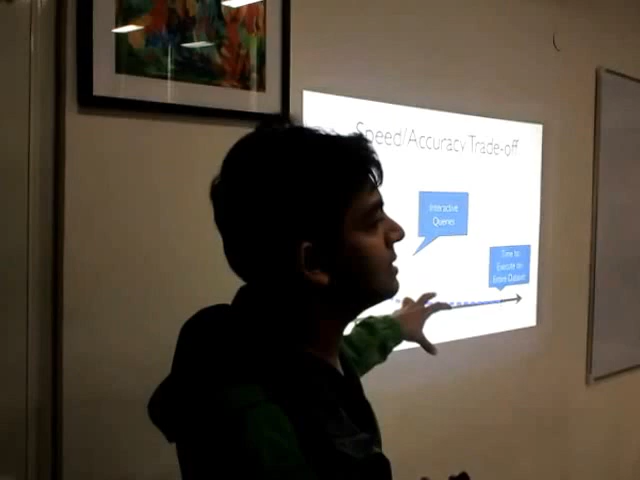 Speed/Accuracy Trade-off
Interactive
Queries
Time to
Execute on
Entire Dataset